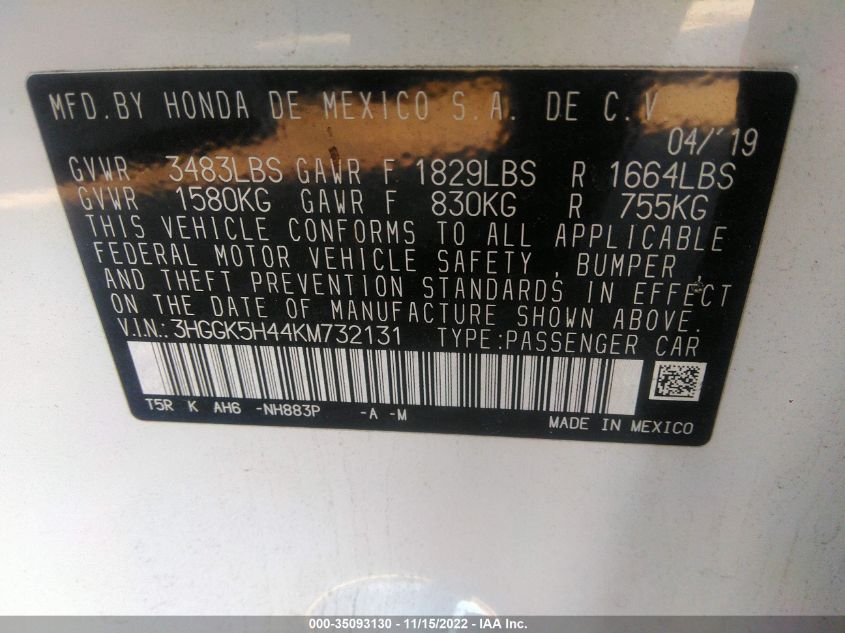 MFD.BY HONDA DE MEXICO S.A. DE C.V
04/'19
GVWR 3483LBS GAWR F 1829LBS R 1664LBS
GVWR 1580KG GAWR F 830KG R 755KG
THIS VEHICLE CONFORMS TO ALL APPLICABLE
FEDERAL MOTOR VEHICLE SAFETY , BUMPER ,
AND THEFT PREVENTION STANDARDS IN EFFECT
ON THE DATE OF MANUFACTURE SHOWN ABOVE.
V.I.N.:3HGGK5H44KM732131 TYPE:PASSENGER CAR
T5R K AH6 -NH883P -A -M
MADE IN MEXICO
000-35093130 - 11/15/2022 - IAA Inc.